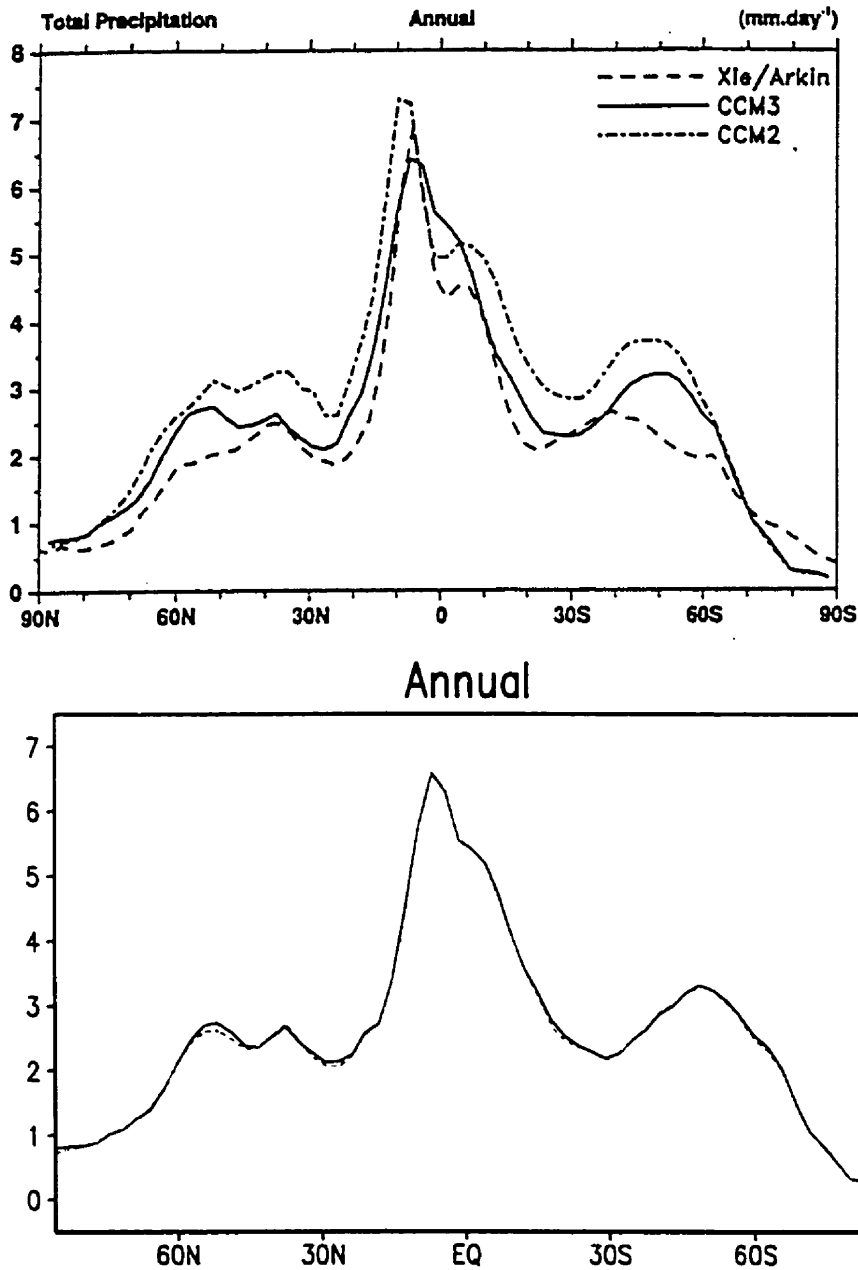 Total Precipitation Annual (mm.day⁻¹)
Xie/Arkin
CCM3
CCM2
8
7
6
5
4
3
2
1
0
90N 60N 30N 0 30S 60S 90S
Annual
7
6
5
4
3
2
1
0
60N 30N EQ 30S 60S